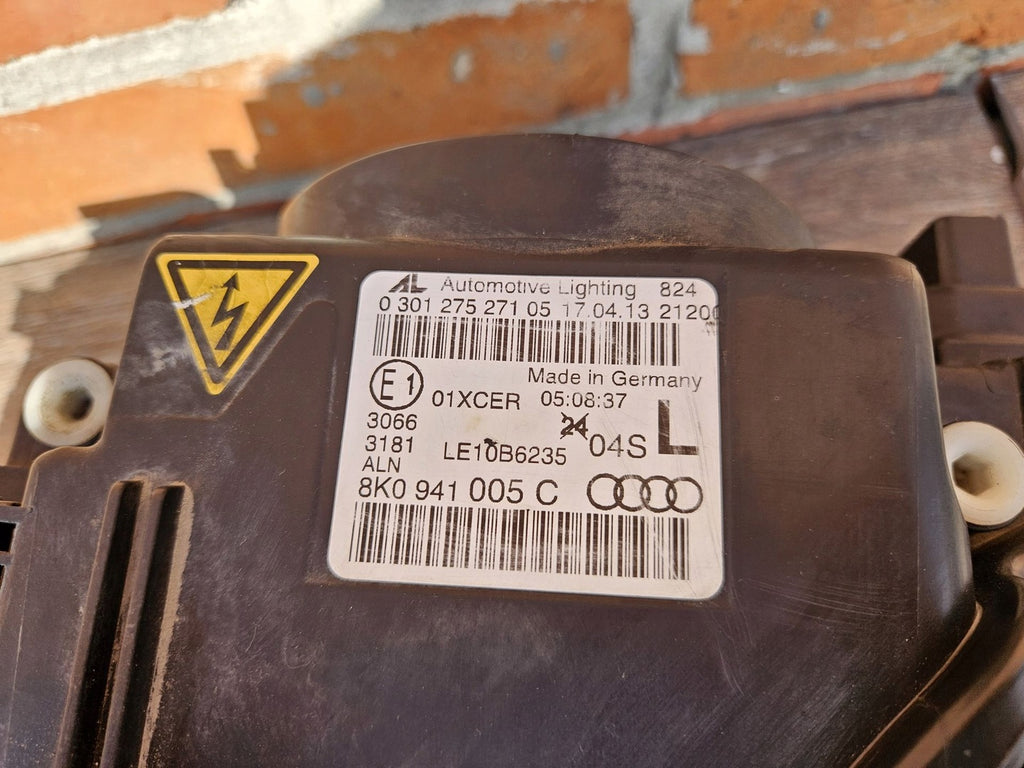 AL Automotive Lighting 824
0 301 275 271 05 17.04.13 21200
Made in Germany
E1 01XCER 05:08:37
3066 24 04S L
3181 LE10B6235
ALN
8K0 941 005 C